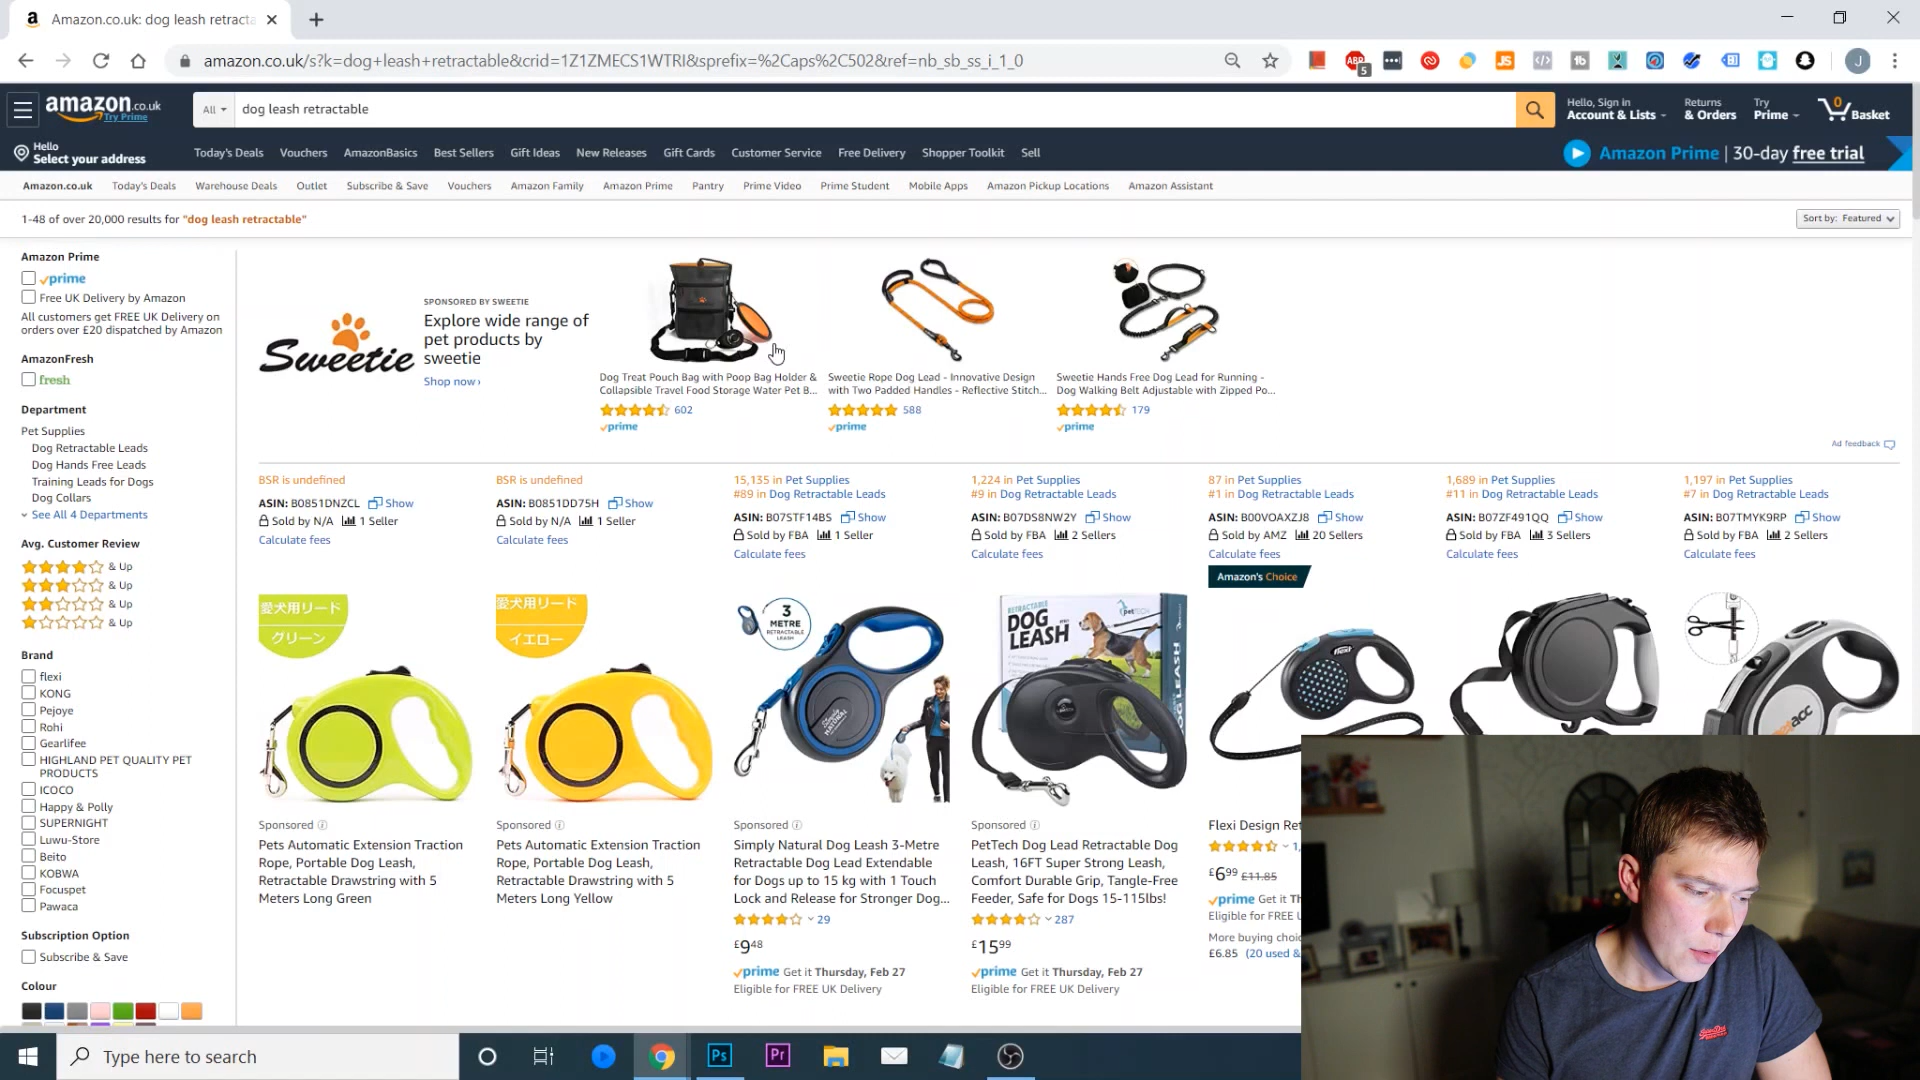 Amazon.co.uk: dog leash retracta
amazon.co.uk/s?k=dog+leash+retractable&crid=1Z1ZMECS1WTRI&sprefix=%2Caps%2C502&ref=nb_sb_ss_i_1_0
ABP
5
JS
J
amazon.co.uk
Try Prime
All
dog leash retractable
Hello, Sign in
Account & Lists
Returns
& Orders
Try
Prime
0
Basket
Hello
Select your address
Today's Deals Vouchers AmazonBasics Best Sellers Gift Ideas New Releases Gift Cards Customer Service Free Delivery Shopper Toolkit Sell
Amazon Prime | 30-day free trial
Amazon.co.uk Today's Deals Warehouse Deals Outlet Subscribe & Save Vouchers Amazon Family Amazon Prime Pantry Prime Video Prime Student Mobile Apps Amazon Pickup Locations Amazon Assistant
1-48 of over 20,000 results for "dog leash retractable"
Sort by: Featured
Amazon Prime
prime
Free UK Delivery by Amazon
All customers get FREE UK Delivery on
orders over £20 dispatched by Amazon
AmazonFresh
fresh
Department
Pet Supplies
Dog Retractable Leads
Dog Hands Free Leads
Training Leads for Dogs
Dog Collars
See All 4 Departments
Avg. Customer Review
& Up
& Up
& Up
& Up
Brand
flexi
KONG
Pejoye
Rohi
Gearlifee
HIGHLAND PET QUALITY PET
PRODUCTS
ICOCO
Happy & Polly
SUPERNIGHT
Luwu-Store
Beito
KOBWA
Focuspet
Pawaca
Subscription Option
Subscribe & Save
Colour
Sweetie
SPONSORED BY SWEETIE
Explore wide range of
pet products by
sweetie
Shop now›
Dog Treat Pouch Bag with Poop Bag Holder &
Collapsible Travel Food Storage Water Pet B...
602
prime
Sweetie Rope Dog Lead - Innovative Design
with Two Padded Handles - Reflective Stitch...
588
prime
Sweetie Hands Free Dog Lead for Running -
Dog Walking Belt Adjustable with Zipped Po...
179
prime
Ad feedback
BSR is undefined
ASIN: B0851DNZCL Show
Sold by N/A 1 Seller
Calculate fees
愛犬用リード
グリーン
Sponsored
Pets Automatic Extension Traction
Rope, Portable Dog Leash,
Retractable Drawstring with 5
Meters Long Green
BSR is undefined
ASIN: B0851DD75H Show
Sold by N/A 1 Seller
Calculate fees
愛犬用リード
イエロー
Sponsored
Pets Automatic Extension Traction
Rope, Portable Dog Leash,
Retractable Drawstring with 5
Meters Long Yellow
15,135 in Pet Supplies
#89 in Dog Retractable Leads
ASIN: B07STF14BS Show
Sold by FBA 1 Seller
Calculate fees
3
METRE
RETRACTABLE
LEASH
Sponsored
Simply Natural Dog Leash 3-Metre
Retractable Dog Lead Extendable
for Dogs up to 15 kg with 1 Touch
Lock and Release for Stronger Dog...
29
£9 48
prime Get it Thursday, Feb 27
Eligible for FREE UK Delivery
1,224 in Pet Supplies
#9 in Dog Retractable Leads
ASIN: B07DS8NW2Y Show
Sold by FBA 2 Sellers
Calculate fees
RETRACTABLE
DOG
LEASH
petTECH
DOG LEASH
Sponsored
PetTech Dog Lead Retractable Dog
Leash, 16FT Super Strong Leash,
Comfort Durable Grip, Tangle-Free
Feeder, Safe for Dogs 15-115lbs!
287
£15 99
prime Get it Thursday, Feb 27
Eligible for FREE UK Delivery
87 in Pet Supplies
#1 in Dog Retractable Leads
ASIN: B00VOAXZJ8 Show
Sold by AMZ 20 Sellers
Calculate fees
Amazon's Choice
flexi
Flexi Design Ret
1,
£6 99 £11.85
prime Get it Th
Eligible for FREE U
More buying choic
£6.85 (20 used &
1,689 in Pet Supplies
#11 in Dog Retractable Leads
ASIN: B07ZF491QQ Show
Sold by FBA 3 Sellers
Calculate fees
1,197 in Pet Supplies
#7 in Dog Retractable Leads
ASIN: B07TMYK9RP Show
Sold by FBA 2 Sellers
Calculate fees
Type here to search
Ps
Pr